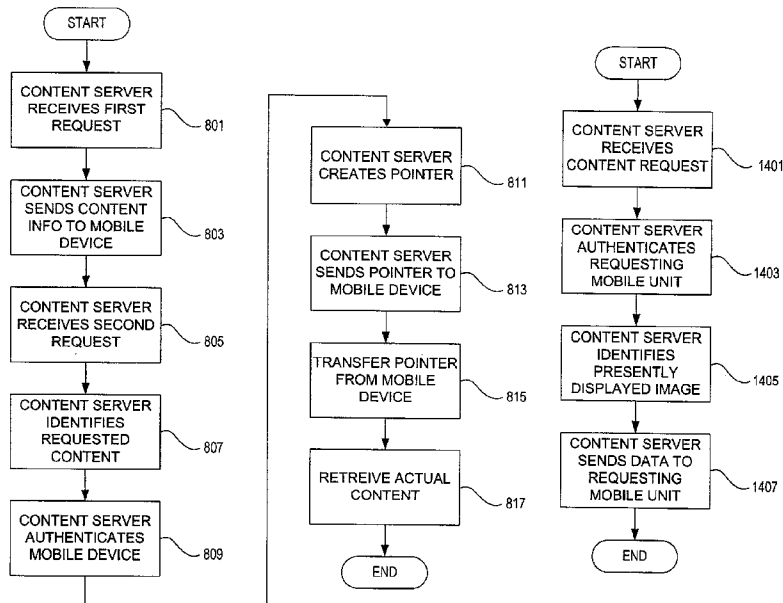 START
CONTENT SERVER
RECEIVES FIRST
REQUEST
801
CONTENT SERVER
SENDS CONTENT
INFO TO MOBILE
DEVICE
803
CONTENT SERVER
RECEIVES SECOND
REQUEST
805
CONTENT SERVER
IDENTIFIES
REQUESTED
CONTENT
807
CONTENT SERVER
AUTHENTICATES
MOBILE DEVICE
809
CONTENT SERVER
CREATES POINTER
811
CONTENT SERVER
SENDS POINTER TO
MOBILE DEVICE
813
TRANSFER POINTER
FROM MOBILE
DEVICE
815
RETREIVE ACTUAL
CONTENT
817
END
START
CONTENT SERVER
RECEIVES
CONTENT REQUEST
1401
CONTENT SERVER
AUTHENTICATES
REQUESTING
MOBILE UNIT
1403
CONTENT SERVER
IDENTIFIES
PRESENTLY
DISPLAYED IMAGE
1405
CONTENT SERVER
SENDS DATA TO
REQUESTING
MOBILE UNIT
1407
END